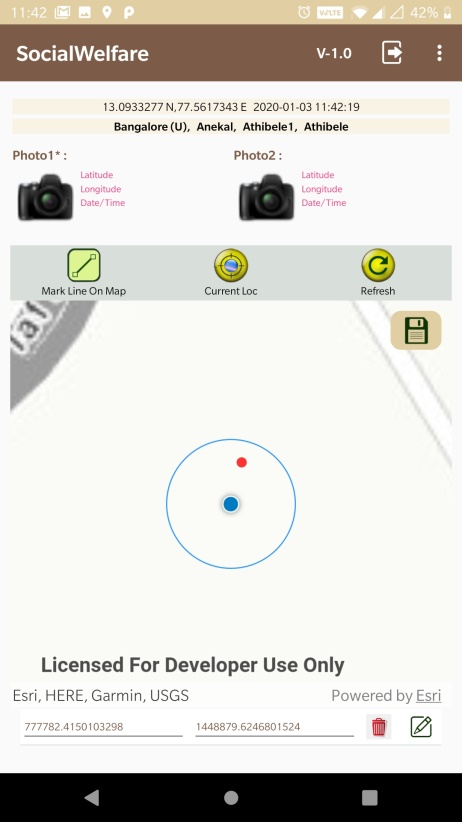 11:42 VoLTE 42%
SocialWelfare V-1.0
13.0933277 N,77.5617343 E 2020-01-03 11:42:19
Bangalore (U), Anekal, Athibele1, Athibele
Photo1* : Photo2 :
Latitude Latitude
Longitude Longitude
Date/Time Date/Time
Mark Line On Map Current Loc Refresh
Licensed For Developer Use Only
Esri, HERE, Garmin, USGS Powered by Esri
777782.4150103298 1448879.6246801524